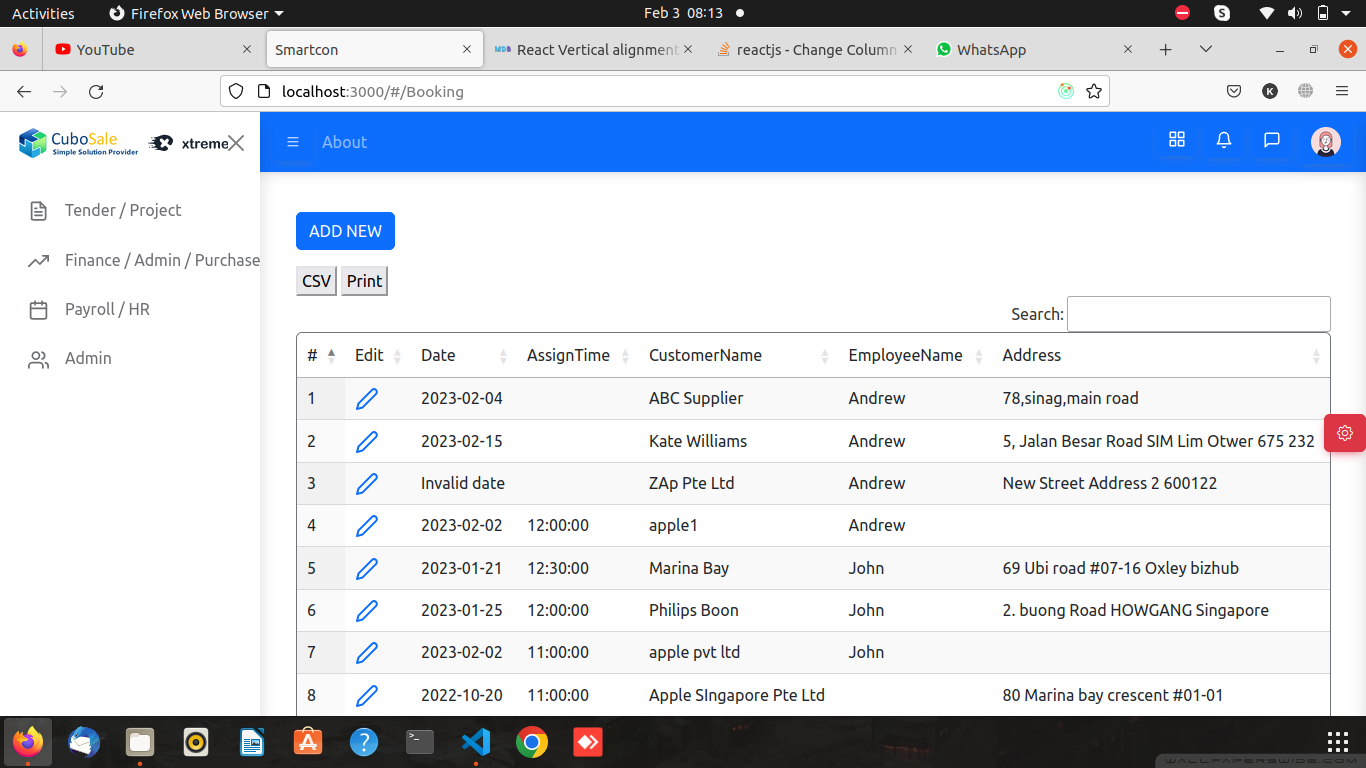 Activities Firefox Web Browser Feb 3 08:13
YouTube Smartcon React Vertical alignment reactjs - Change Column WhatsApp
localhost:3000/#/Booking K
CuboSale
Simple Solution Provider
xtreme
About
Tender / Project
Finance / Admin / Purchase
Payroll / HR
Admin
ADD NEW
CSV Print
Search:
# Edit Date AssignTime CustomerName EmployeeName Address
1 2023-02-04 ABC Supplier Andrew 78,sinag,main road
2 2023-02-15 Kate Williams Andrew 5, Jalan Besar Road SIM Lim Otwer 675 232
3 Invalid date ZAp Pte Ltd Andrew New Street Address 2 600122
4 2023-02-02 12:00:00 apple1 Andrew
5 2023-01-21 12:30:00 Marina Bay John 69 Ubi road #07-16 Oxley bizhub
6 2023-01-25 12:00:00 Philips Boon John 2. buong Road HOWGANG Singapore
7 2023-02-02 11:00:00 apple pvt ltd John
8 2022-10-20 11:00:00 Apple SIngapore Pte Ltd 80 Marina bay crescent #01-01